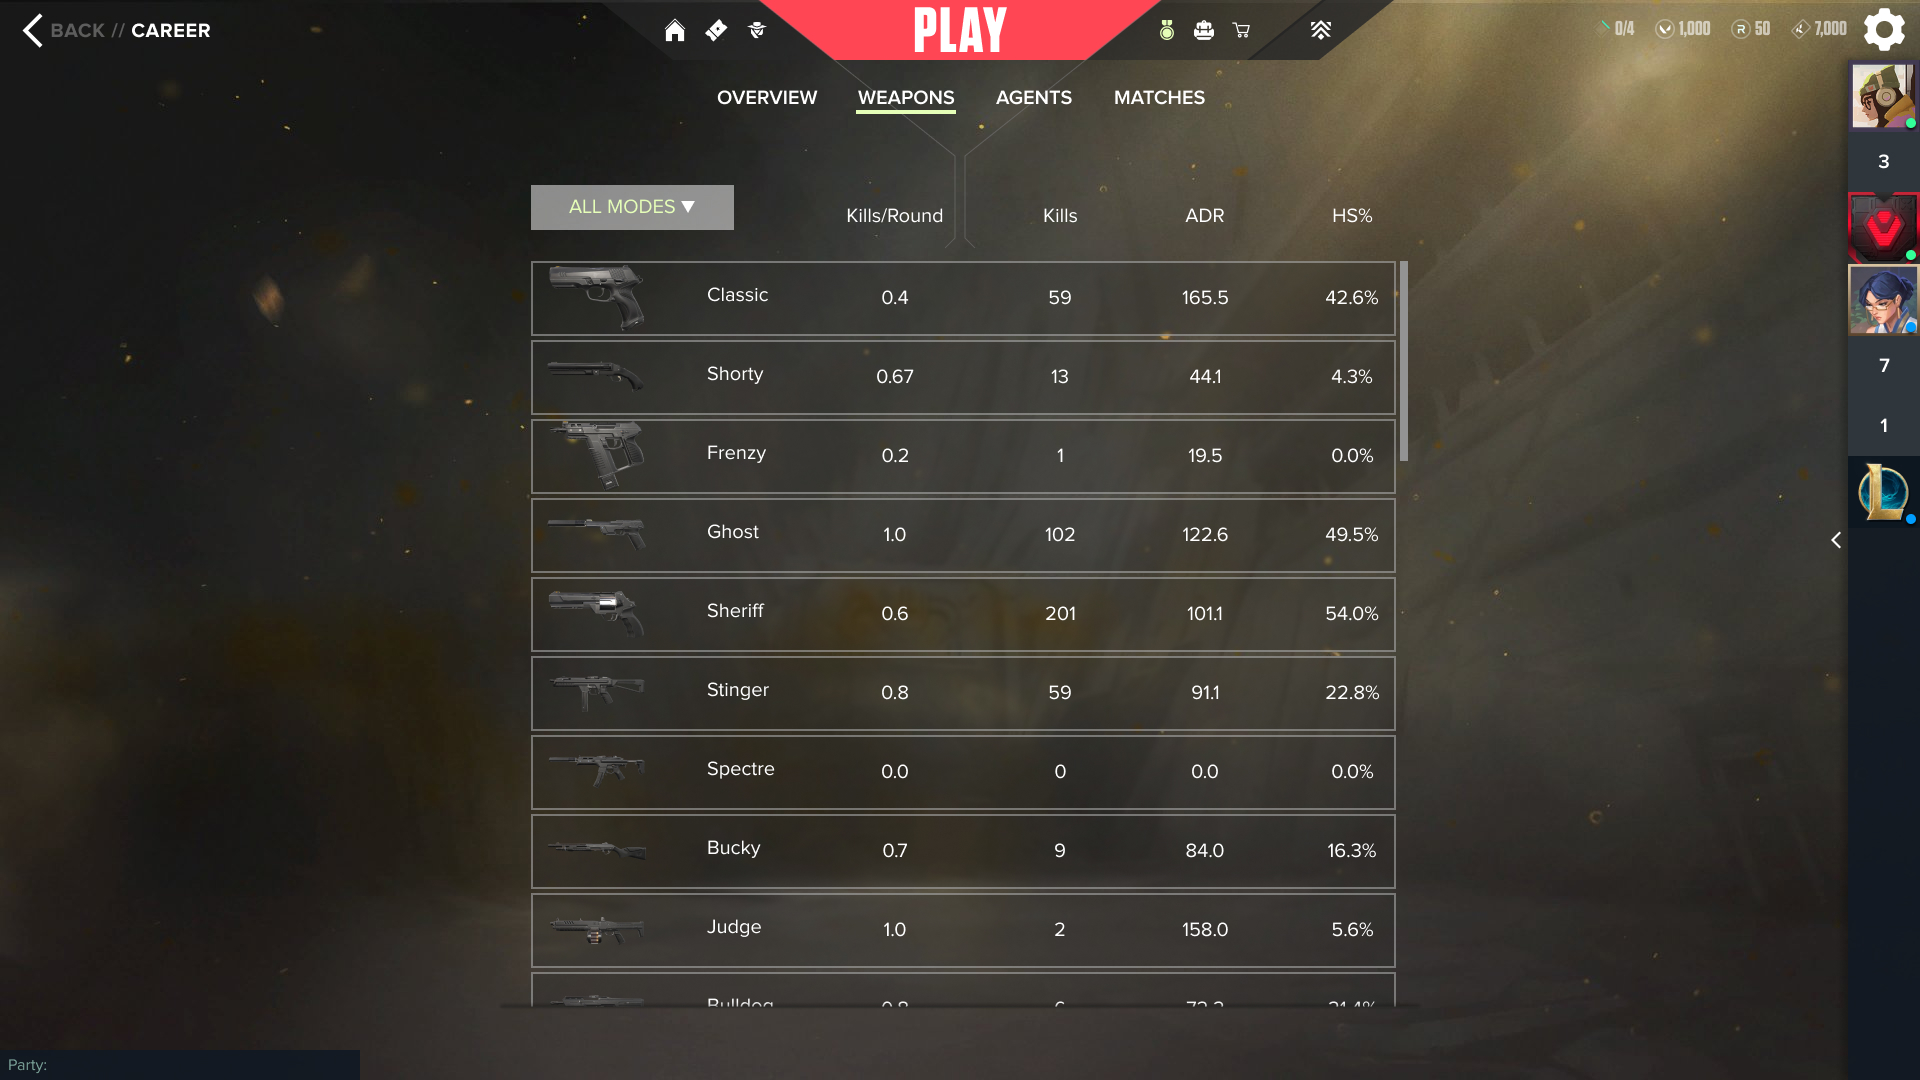 BACK // CAREER
PLAY
0/4 1,000 R 50 7,000
OVERVIEW WEAPONS AGENTS MATCHES
ALL MODES ▼ Kills/Round Kills ADR HS%
Classic 0.4 59 165.5 42.6%
Shorty 0.67 13 44.1 4.3%
Frenzy 0.2 1 19.5 0.0%
Ghost 1.0 102 122.6 49.5%
Sheriff 0.6 201 101.1 54.0%
Stinger 0.8 59 91.1 22.8%
Spectre 0.0 0 0.0 0.0%
Bucky 0.7 9 84.0 16.3%
Judge 1.0 2 158.0 5.6%
Bulldog
3
7
1
Party: